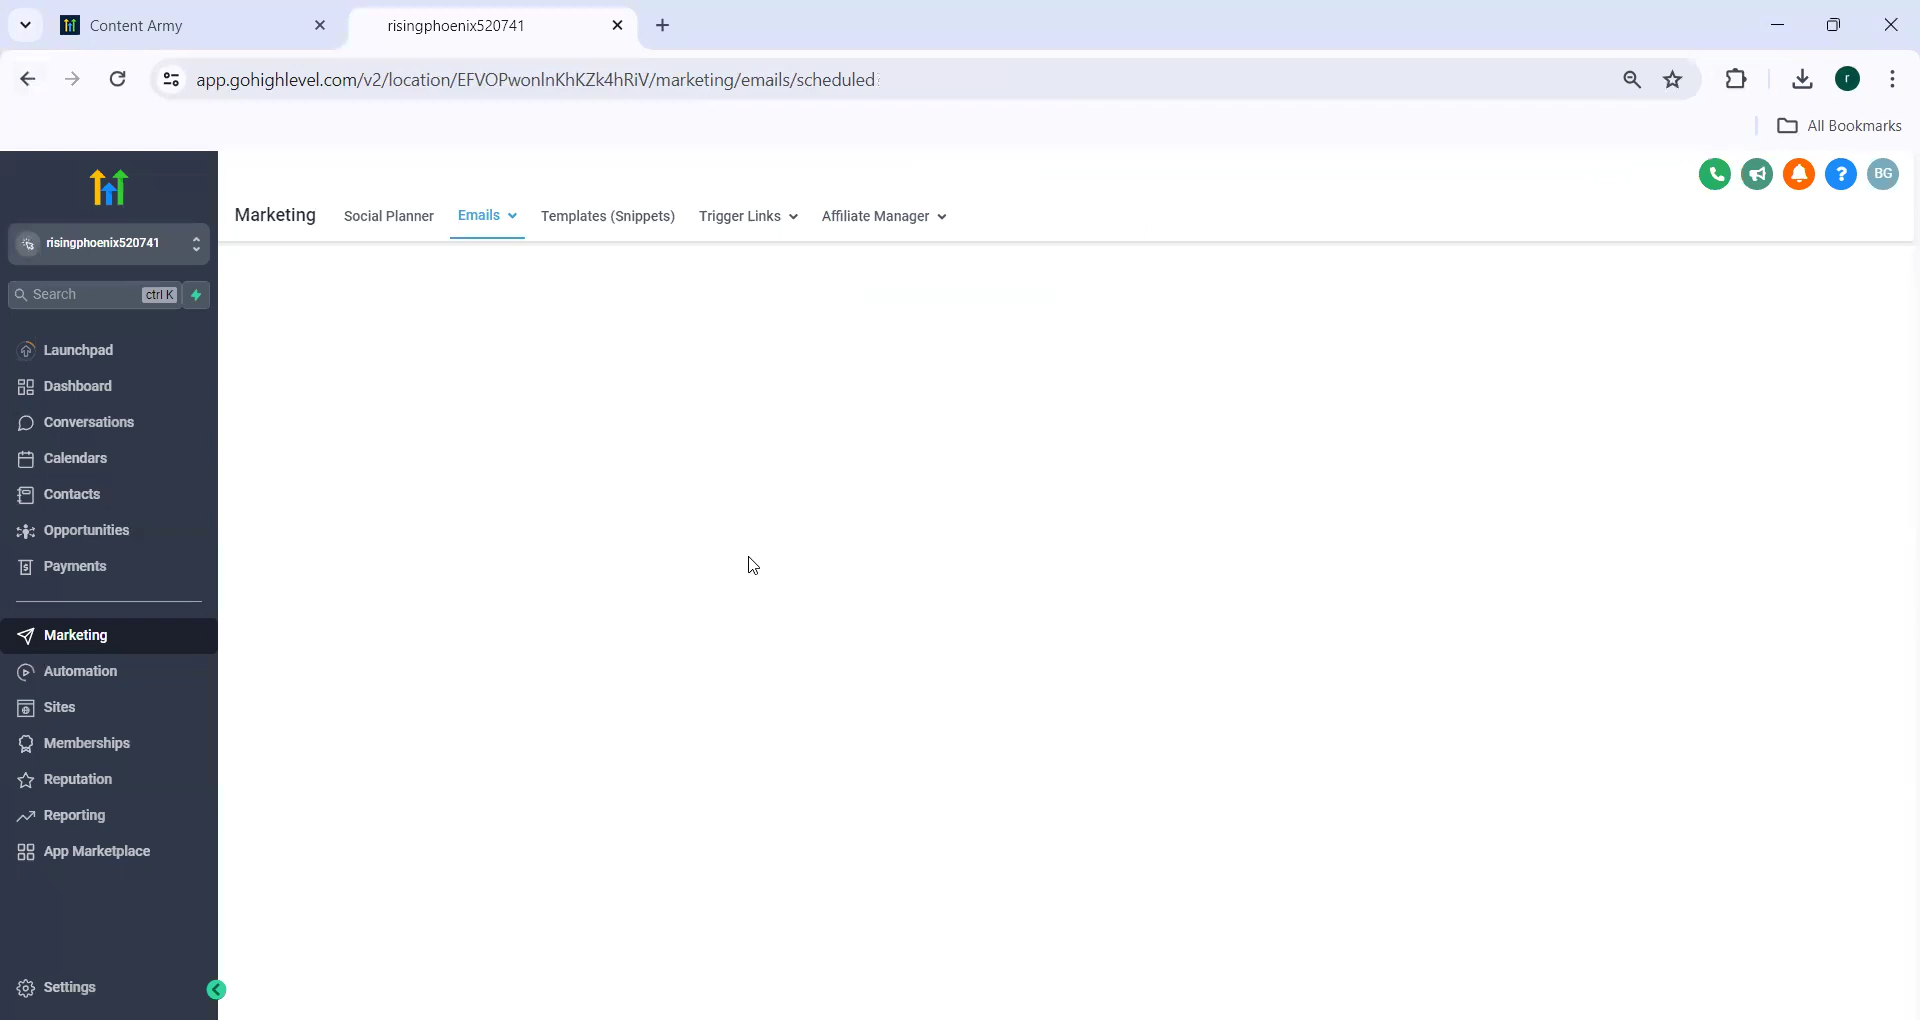 Content Army
risingphoenix520741
app.gohighlevel.com/v2/location/EFVOPwonlnKhKZk4hRiV/marketing/emails/scheduled
r
All Bookmarks
BG
risingphoenix520741
Search
ctrl K
Marketing
Social Planner
Emails
Templates (Snippets)
Trigger Links
Affiliate Manager
Launchpad
Dashboard
Conversations
Calendars
Contacts
Opportunities
Payments
Marketing
Automation
Sites
Memberships
Reputation
Reporting
App Marketplace
Settings